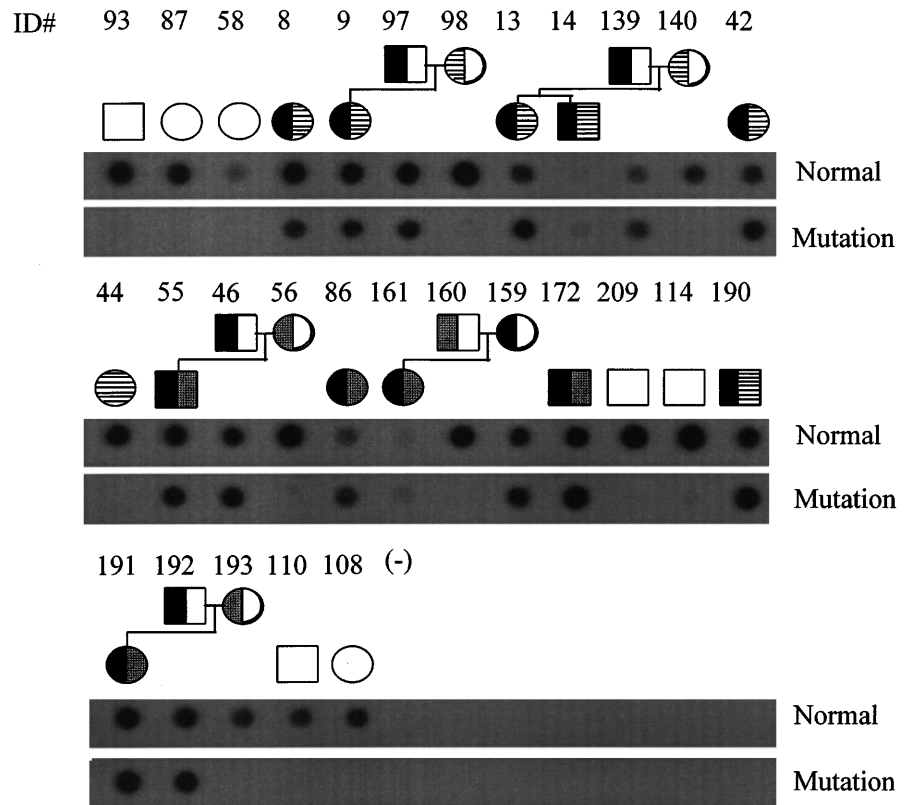 ID# 93 87 58 8 9 97 98 13 14 139 140 42
Normal
Mutation
44 55 46 56 86 161 160 159 172 209 114 190
Normal
Mutation
191 192 193 110 108 (-)
Normal
Mutation